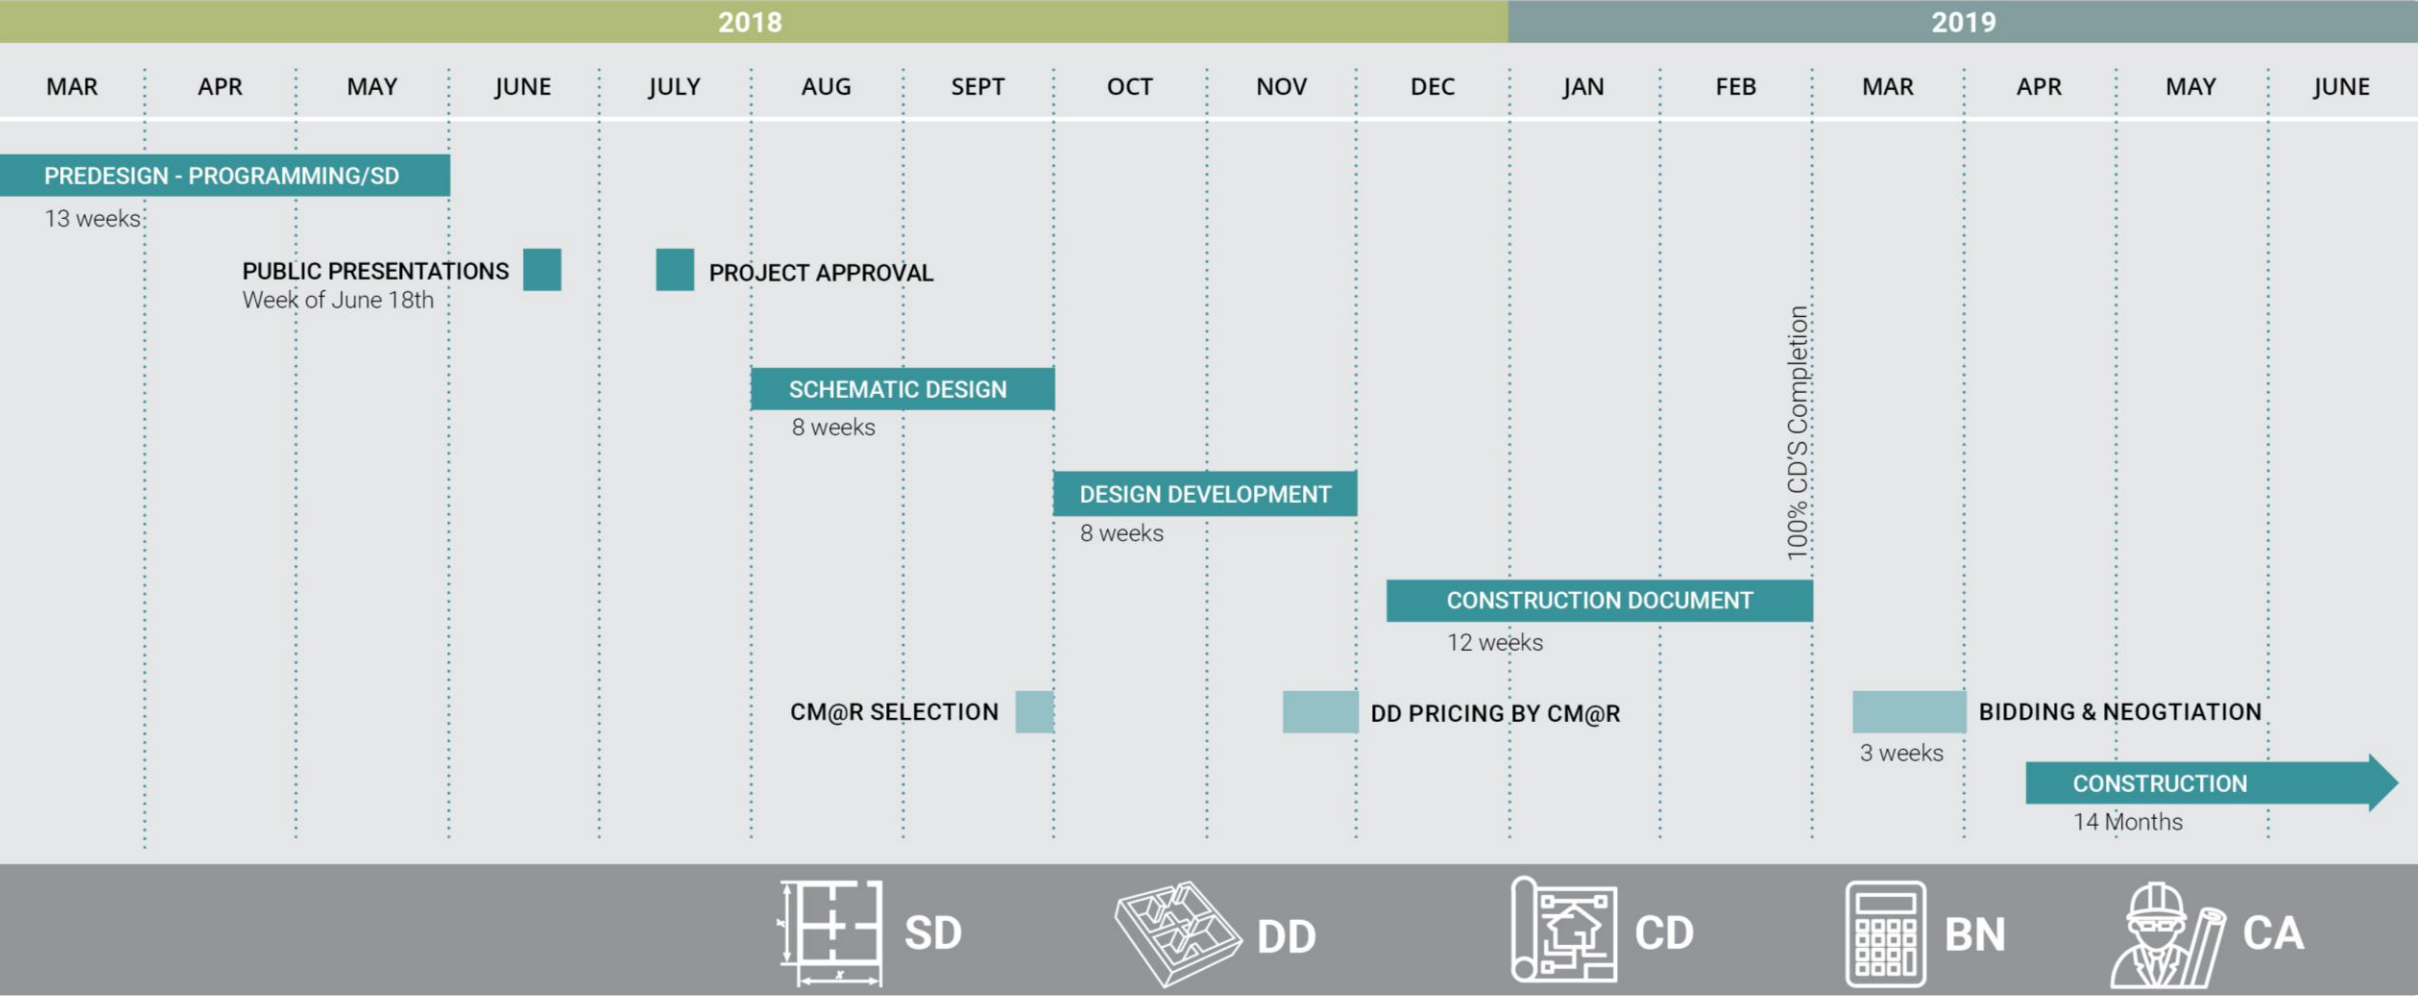 2018 2019
MAR APR MAY JUNE JULY AUG SEPT OCT NOV DEC JAN FEB MAR APR MAY JUNE
PREDESIGN - PROGRAMMING/SD
13 weeks
PUBLIC PRESENTATIONS
Week of June 18th
PROJECT APPROVAL
SCHEMATIC DESIGN
8 weeks
DESIGN DEVELOPMENT
8 weeks
100% CD'S Completion
CONSTRUCTION DOCUMENT
12 weeks
CM@R SELECTION
DD PRICING BY CM@R
BIDDING & NEOGTIATION
3 weeks
CONSTRUCTION
14 Months
x
x
SD DD CD BN CA